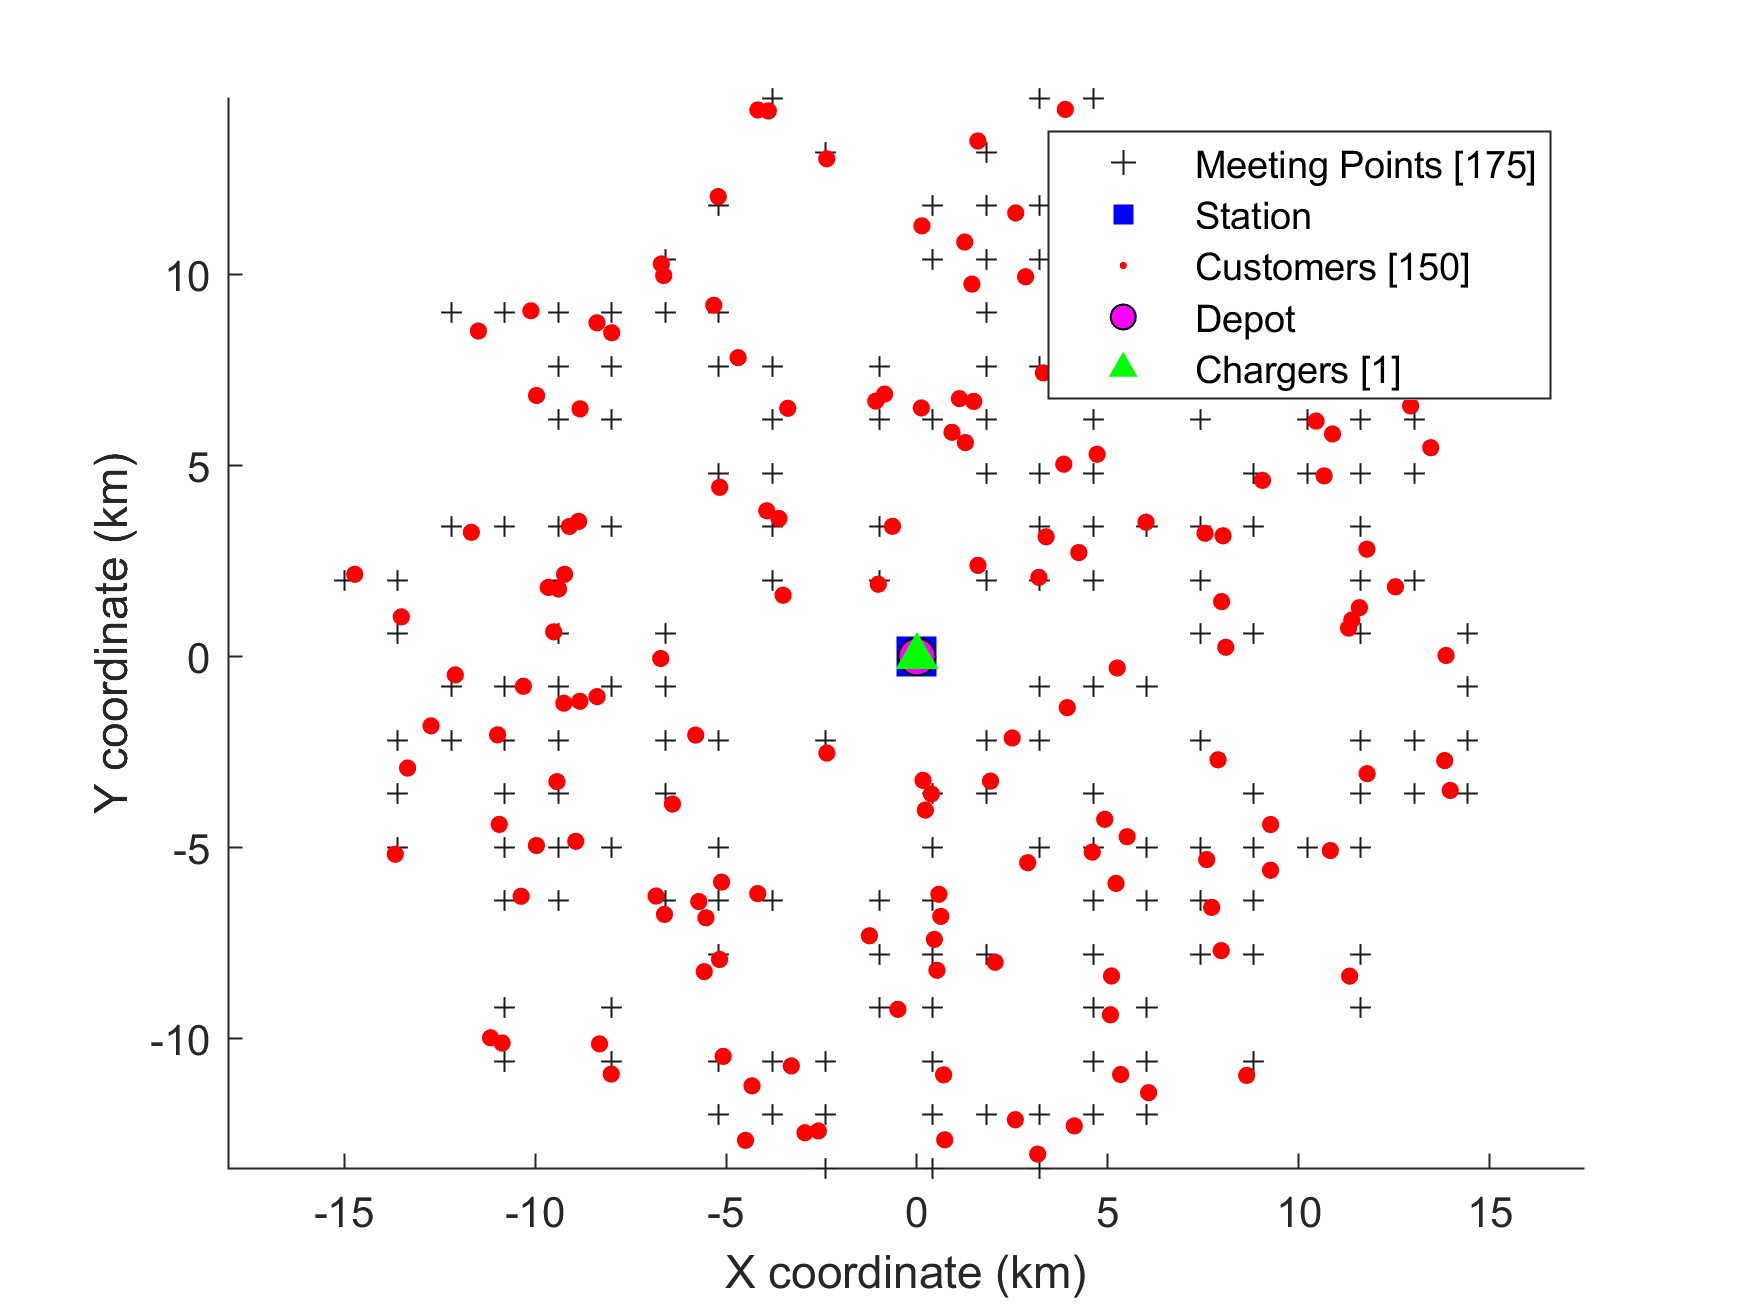 Meeting Points [175]
Station
Customers [150]
Depot
Chargers [1]
10
5
0
-5
-10
Y coordinate (km)
-15
-10
-5
0
5
10
15
X coordinate (km)